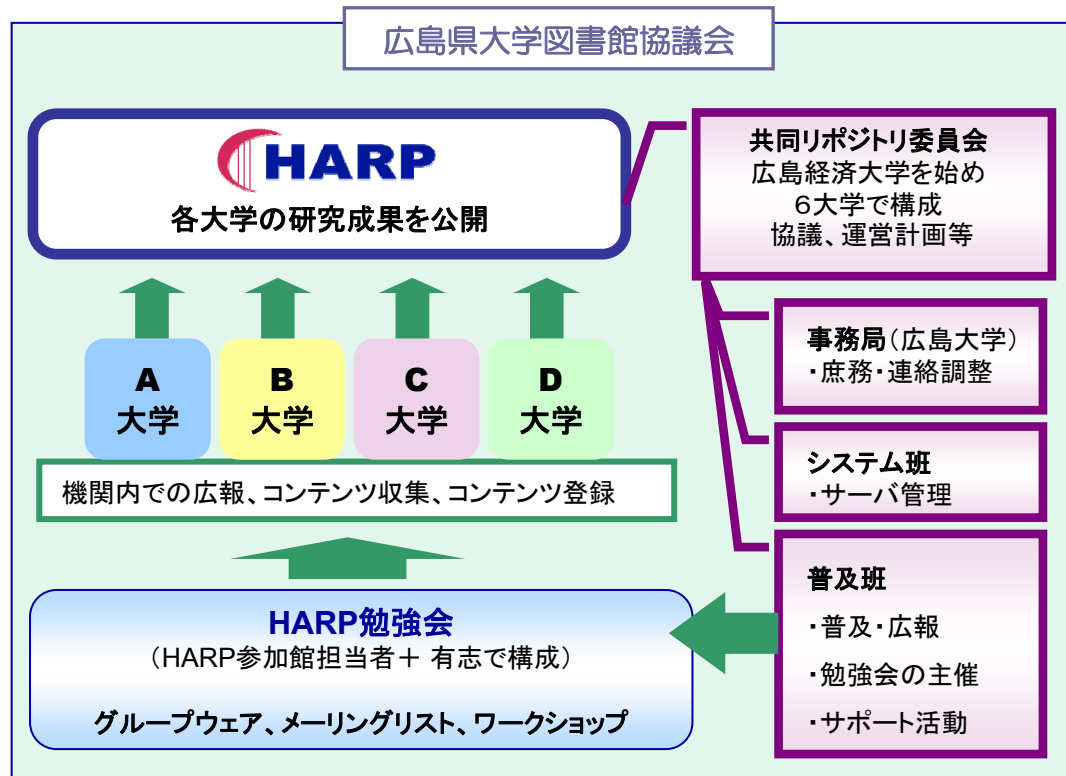 広島県大学図書館協議会
HARP
各大学の研究成果を公開
共同リポジトリ委員会
広島経済大学を始め
６大学で構成
協議、運営計画等
A
大学
B
大学
C
大学
D
大学
事務局(広島大学)
・庶務・連絡調整
機関内での広報、コンテンツ収集、コンテンツ登録
システム班
・サーバ管理
HARP勉強会
(HARP参加館担当者＋ 有志で構成)
グループウェア、メーリングリスト、ワークショップ
普及班
・普及・広報
・勉強会の主催
・サポート活動